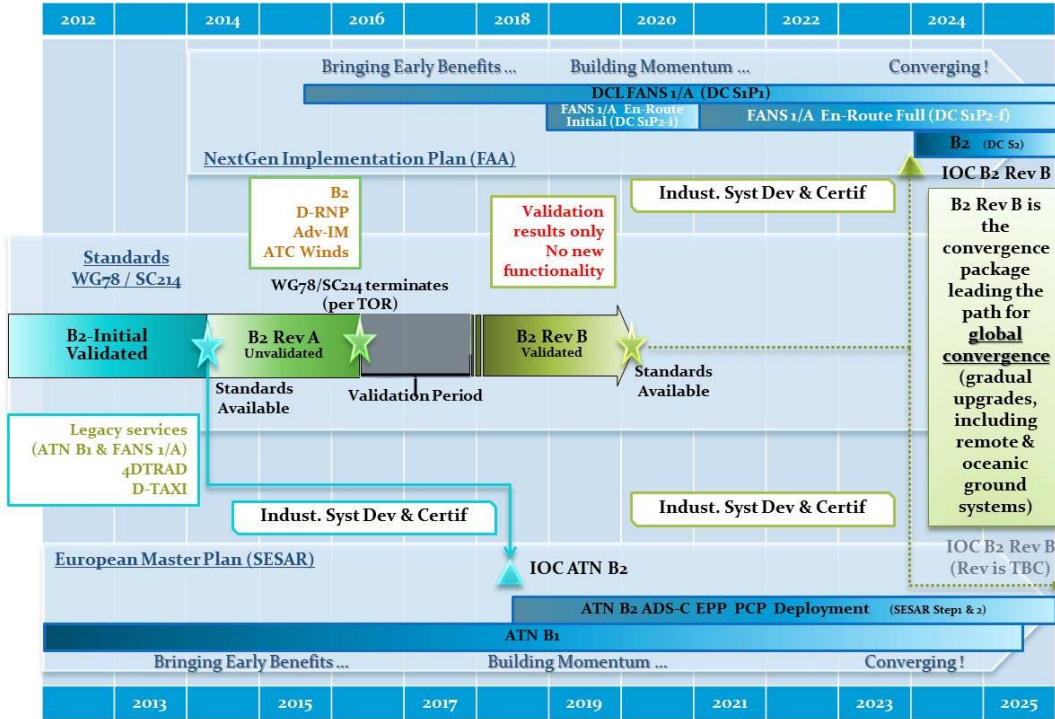 2012 2014 2016 2018 2020 2022 2024
Bringing Early Benefits ... Building Momentum ... Converging !
DCL FANS 1/A (DC S1P1)
FANS 1/A En-Route
Initial (DC S1P2-i)
FANS 1/A En-Route Full (DC S1P2-f)
B2 (DC S2)
NextGen Implementation Plan (FAA)
IOC B2 Rev B
Indust. Syst Dev & Certif
B2
D-RNP
Adv-IM
ATC Winds
Validation
results only
No new
functionality
B2 Rev B is
the
convergence
package
leading the
path for
global
convergence
(gradual
upgrades,
including
remote &
oceanic
ground
systems)
Standards
WG78 / SC214
WG78/SC214 terminates
(per TOR)
B2-Initial
Validated
B2 Rev A
Unvalidated
B2 Rev B
Validated
Standards
Available
Validation Period
Standards
Available
Legacy services
(ATN B1 & FANS 1/A)
4DTRAD
D-TAXI
Indust. Syst Dev & Certif
Indust. Syst Dev & Certif
European Master Plan (SESAR)
IOC ATN B2
IOC B2 Rev B
(Rev is TBC)
ATN B2 ADS-C EPP PCP Deployment (SESAR Step1 & 2)
ATN B1
Bringing Early Benefits ... Building Momentum ... Converging !
2013 2015 2017 2019 2021 2023 2025